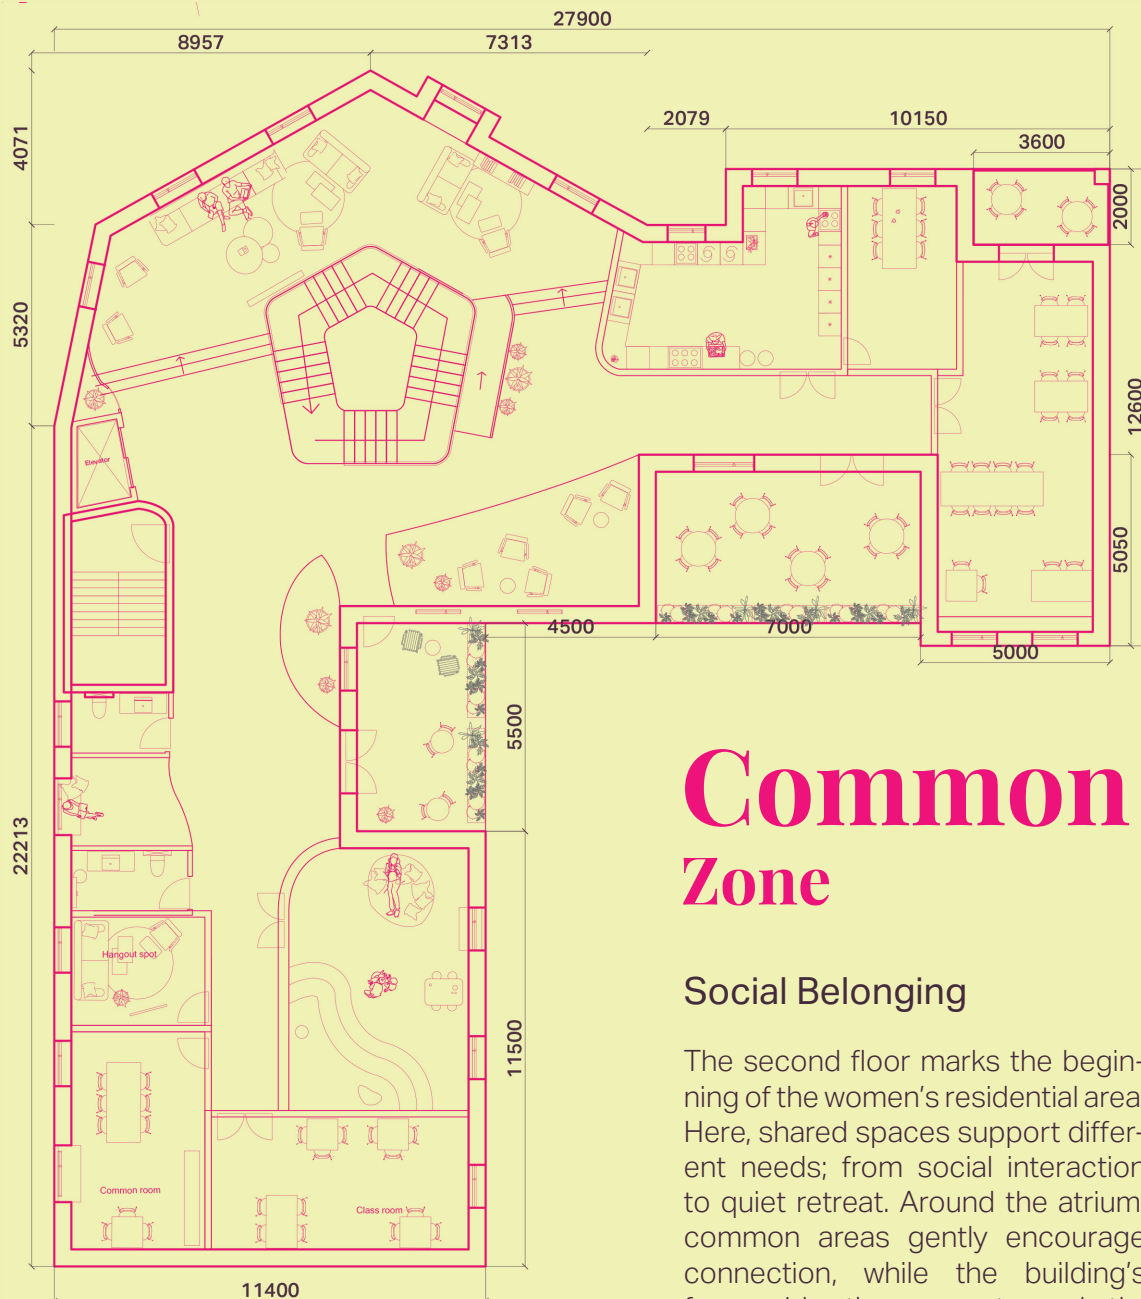 27900
8957
7313
2079
10150
3600
4071
2000
5320
12600
Elevator
5050
4500
7000
5000
5500
22213
Common
Zone
Hangout spot
Social Belonging
11500
The second floor marks the begin-
ning of the women's residential area
Here, shared spaces support differ-
ent needs; from social interaction
Common room
to quiet retreat. Around the atrium
Class room
common areas gently encourage
connection, while the building's
11400